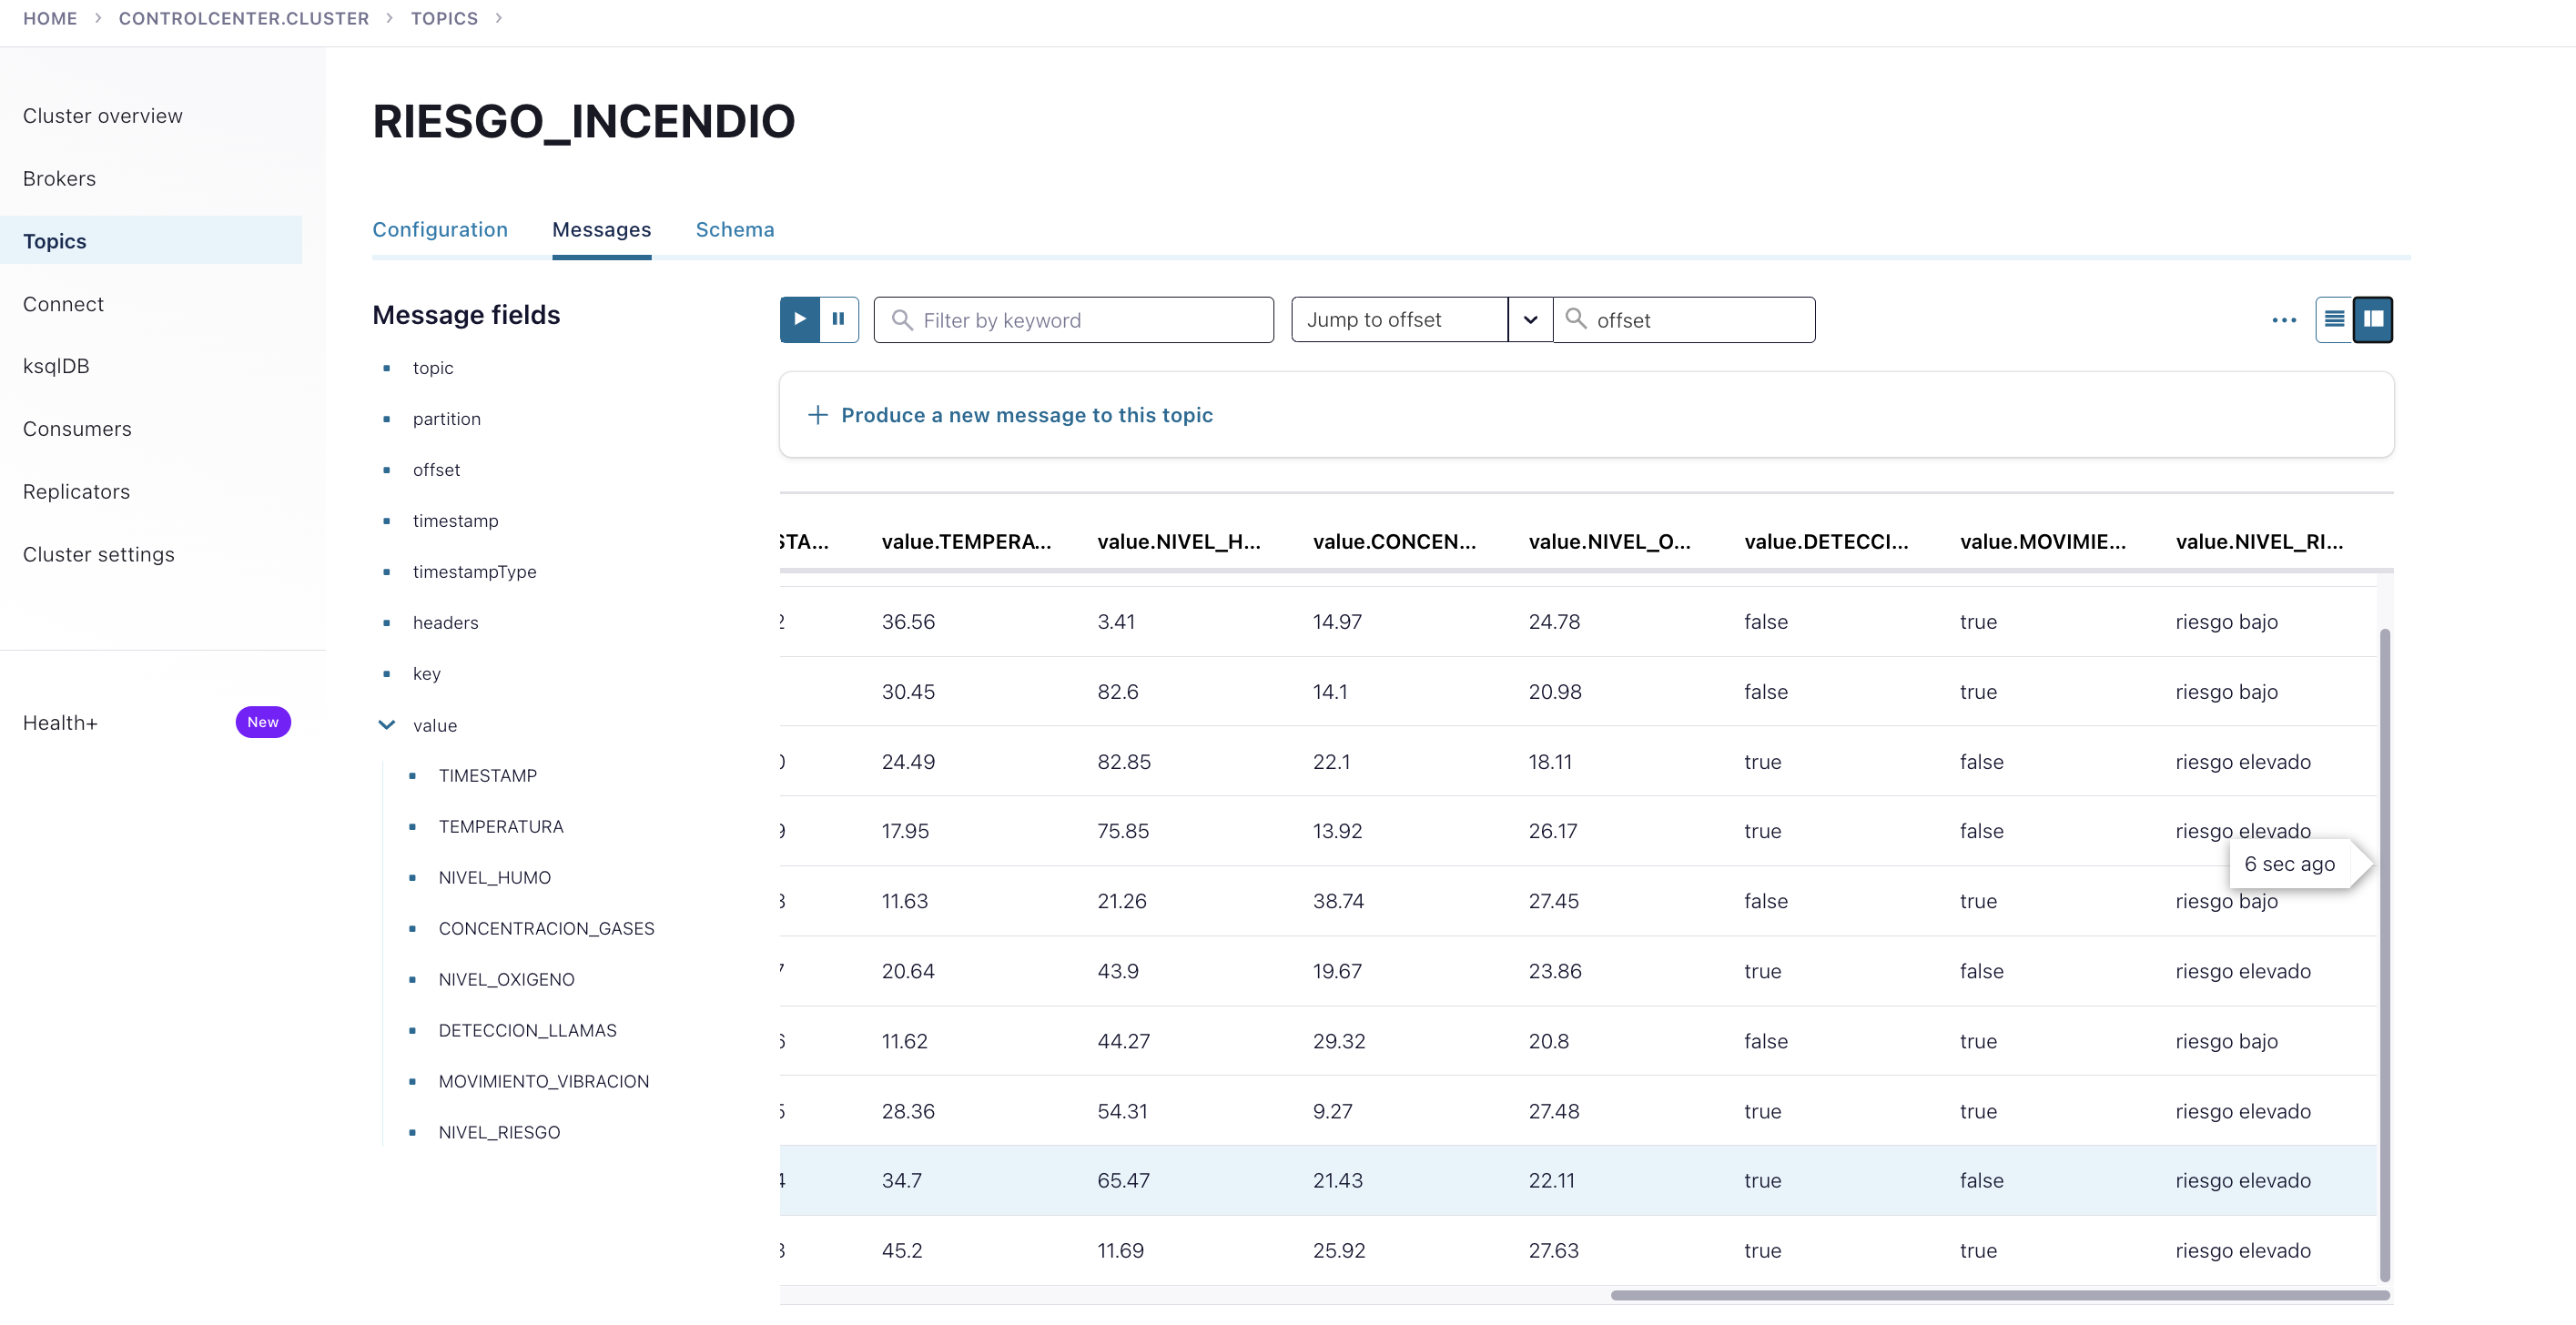 HOME > CONTROLCENTER.CLUSTER > TOPICS >
Cluster overview
Brokers
Topics
Connect
ksqlDB
Consumers
Replicators
Cluster settings
Health+ New
RIESGO_INCENDIO
Configuration Messages Schema
Message fields
topic
partition
offset
timestamp
timestampType
headers
key
value
TIMESTAMP
TEMPERATURA
NIVEL_HUMO
CONCENTRACION_GASES
NIVEL_OXIGENO
DETECCION_LLAMAS
MOVIMIENTO_VIBRACION
NIVEL_RIESGO
Filter by keyword Jump to offset offset
Produce a new message to this topic
STA... value.TEMPERA... value.NIVEL_H... value.CONCEN... value.NIVEL_O... value.DETECCI... value.MOVIMIE... value.NIVEL_RI...
2 36.56 3.41 14.97 24.78 false true riesgo bajo
30.45 82.6 14.1 20.98 false true riesgo bajo
0 24.49 82.85 22.1 18.11 true false riesgo elevado
9 17.95 75.85 13.92 26.17 true false riesgo elevado
6 sec ago
8 11.63 21.26 38.74 27.45 false true riesgo bajo
7 20.64 43.9 19.67 23.86 true false riesgo elevado
6 11.62 44.27 29.32 20.8 false true riesgo bajo
5 28.36 54.31 9.27 27.48 true true riesgo elevado
4 34.7 65.47 21.43 22.11 true false riesgo elevado
3 45.2 11.69 25.92 27.63 true true riesgo elevado